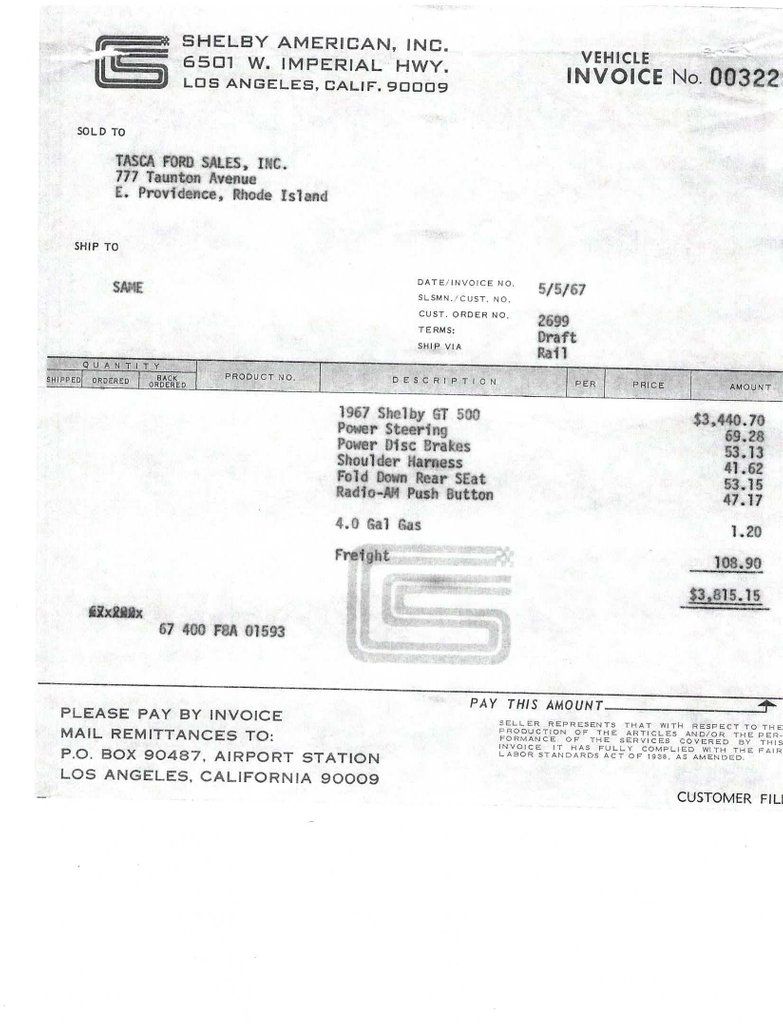 SHELBY AMERICAN, INC.
6501 W. IMPERIAL HWY.
LOS ANGELES, CALIF. 90009
VEHICLE
INVOICE No. 00322
SOLD TO
TASCA FORD SALES, INC.
777 Taunton Avenue
E. Providence, Rhode Island
SHIP TO
SAME
DATE/INVOICE NO. 5/5/67
SLSMN./CUST. NO.
CUST. ORDER NO. 2699
TERMS: Draft
SHIP VIA Rail
QUANTITY
SHIPPED ORDERED BACK ORDERED PRODUCT NO. DESCRIPTION PER PRICE AMOUNT
1967 Shelby GT 500 $3,440.70
Power Steering 69.28
Power Disc Brakes 53.13
Shoulder Harness 41.62
Fold Down Rear SEat 53.15
Radio-AM Push Button 47.17
4.0 Gal Gas 1.20
Freight 108.90
$3,815.15
67 400 F8A 01593
PAY THIS AMOUNT
PLEASE PAY BY INVOICE
MAIL REMITTANCES TO:
P.O. BOX 90487, AIRPORT STATION
LOS ANGELES, CALIFORNIA 90009
SELLER REPRESENTS THAT WITH RESPECT TO THE
PRODUCTION OF THE ARTICLES AND/OR THE PER-
FORMANCE OF THE SERVICES COVERED BY THIS
INVOICE IT HAS FULLY COMPLIED WITH THE FAIR
LABOR STANDARDS ACT OF 1938, AS AMENDED.
CUSTOMER FIL